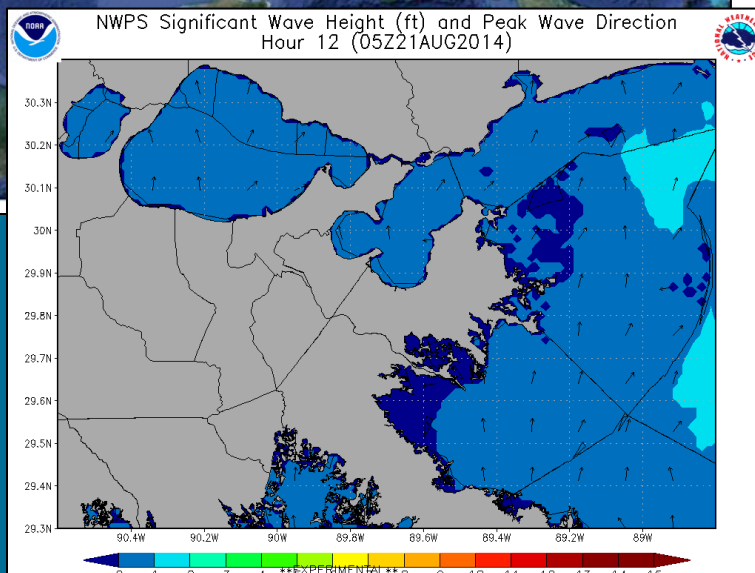 NWPS Significant Wave Height (ft) and Peak Wave Direction
Hour 12 (05Z21AUG2014)
NOAA
30.3N
30.2N
30.1N
30N
29.9N
29.8N
29.7N
29.6N
29.5N
29.4N
29.3N
90.4W 90.2W 90W 89.8W 89.6W 89.4W 89.2W 89W
**EXPERIMENTAL**